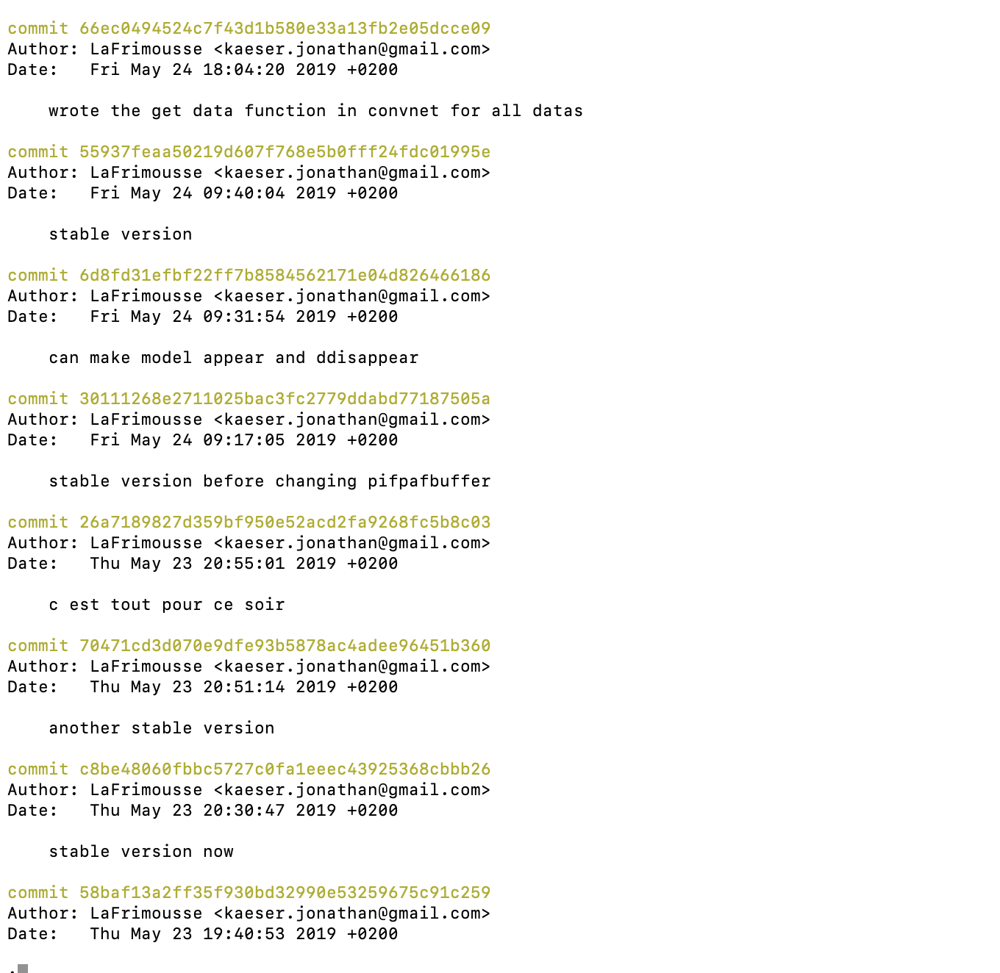 commit 66ec0494524c7f43d1b580e33a13fb2e05dcce09
Author: LaFrimousse <kaeser.jonathan@gmail.com>
Date:   Fri May 24 18:04:20 2019 +0200
wrote the get data function in convnet for all datas
commit 55937feaa50219d607f768e5b0fff24fdc01995e
Author: LaFrimousse <kaeser.jonathan@gmail.com>
Date:   Fri May 24 09:40:04 2019 +0200
stable version
commit 6d8fd31efbf22ff7b8584562171e04d826466186
Author: LaFrimousse <kaeser.jonathan@gmail.com>
Date:   Fri May 24 09:31:54 2019 +0200
can make model appear and ddisappear
commit 30111268e2711025bac3fc2779ddabd77187505a
Author: LaFrimousse <kaeser.jonathan@gmail.com>
Date:   Fri May 24 09:17:05 2019 +0200
stable version before changing pifpafbuffer
commit 26a7189827d359bf950e52acd2fa9268fc5b8c03
Author: LaFrimousse <kaeser.jonathan@gmail.com>
Date:   Thu May 23 20:55:01 2019 +0200
c est tout pour ce soir
commit 70471cd3d070e9dfe93b5878ac4adee96451b360
Author: LaFrimousse <kaeser.jonathan@gmail.com>
Date:   Thu May 23 20:51:14 2019 +0200
another stable version
commit c8be48060fbbc5727c0fa1eeec43925368cbbb26
Author: LaFrimousse <kaeser.jonathan@gmail.com>
Date:   Thu May 23 20:30:47 2019 +0200
stable version now
commit 58baf13a2ff35f930bd32990e53259675c91c259
Author: LaFrimousse <kaeser.jonathan@gmail.com>
Date:   Thu May 23 19:40:53 2019 +0200